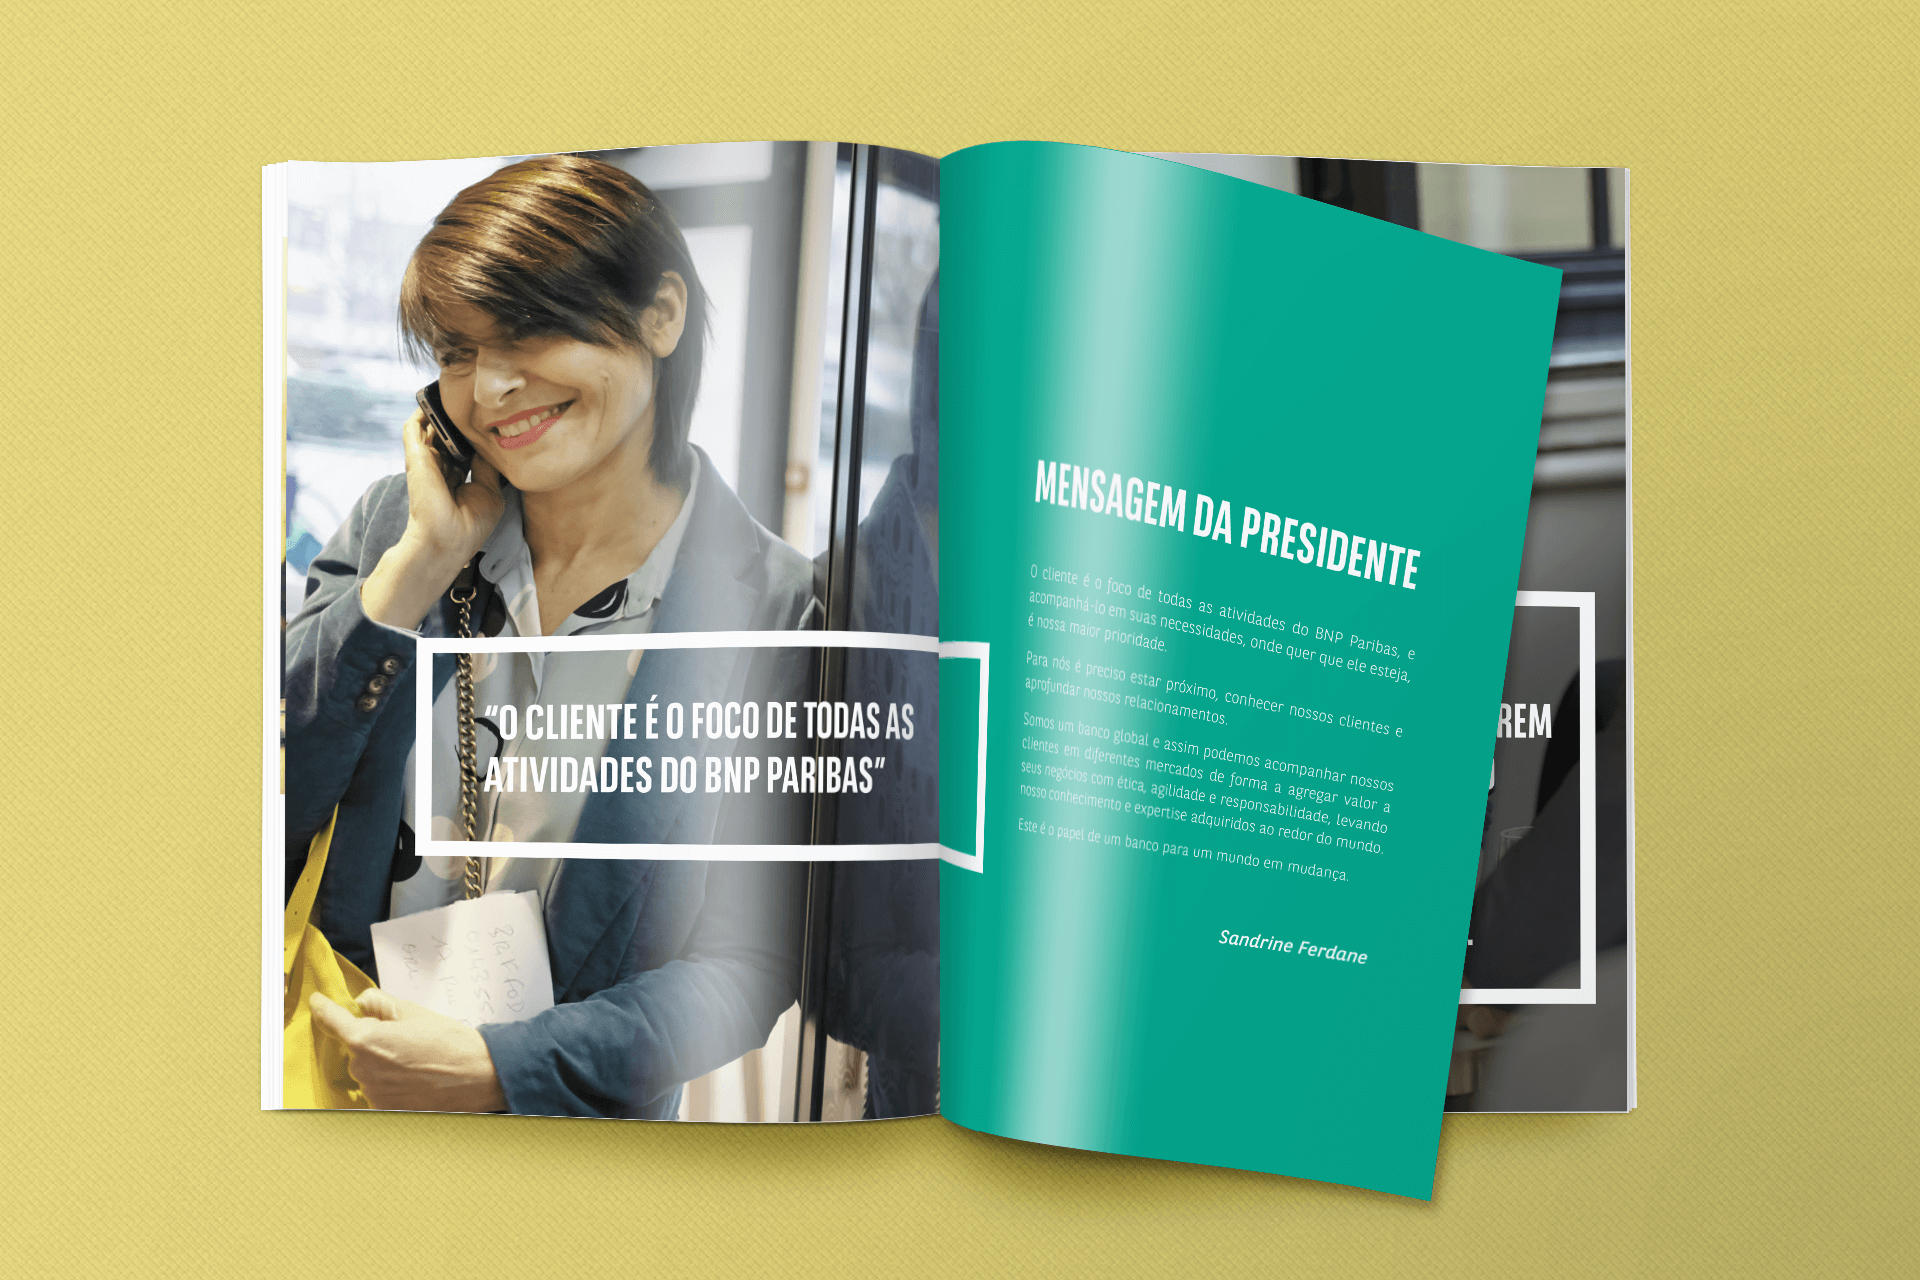 “O CLIENTE É O FOCO DE TODAS AS
ATIVIDADES DO BNP PARIBAS”
MENSAGEM DA PRESIDENTE
O cliente é o foco de todas as atividades do BNP Paribas, e
acompanhá-lo em suas necessidades, onde quer que ele esteja,
é nossa maior prioridade.
Para nós é preciso estar próximo, conhecer nossos clientes e
aprofundar nossos relacionamentos.
Somos um banco global e assim podemos acompanhar nossos
clientes em diferentes mercados de forma a agregar valor a
seus negócios com ética, agilidade e responsabilidade, levando
nosso conhecimento e expertise adquiridos ao redor do mundo.
Este é o papel de um banco para um mundo em mudança.
Sandrine Ferdane
REM